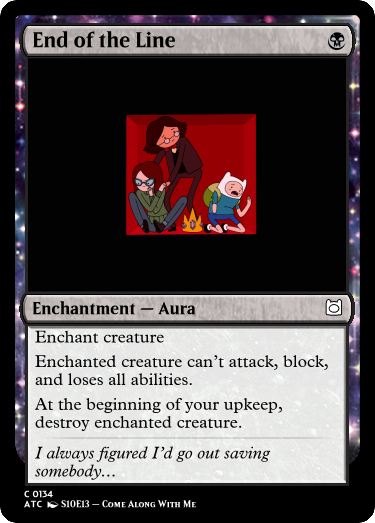 End of the Line
Enchantment — Aura
Enchant creature
Enchanted creature can't attack, block,
and loses all abilities.
At the beginning of your upkeep,
destroy enchanted creature.
I always figured I'd go out saving
somebody…
C 0134
ATC S10E13 — Come Along With Me